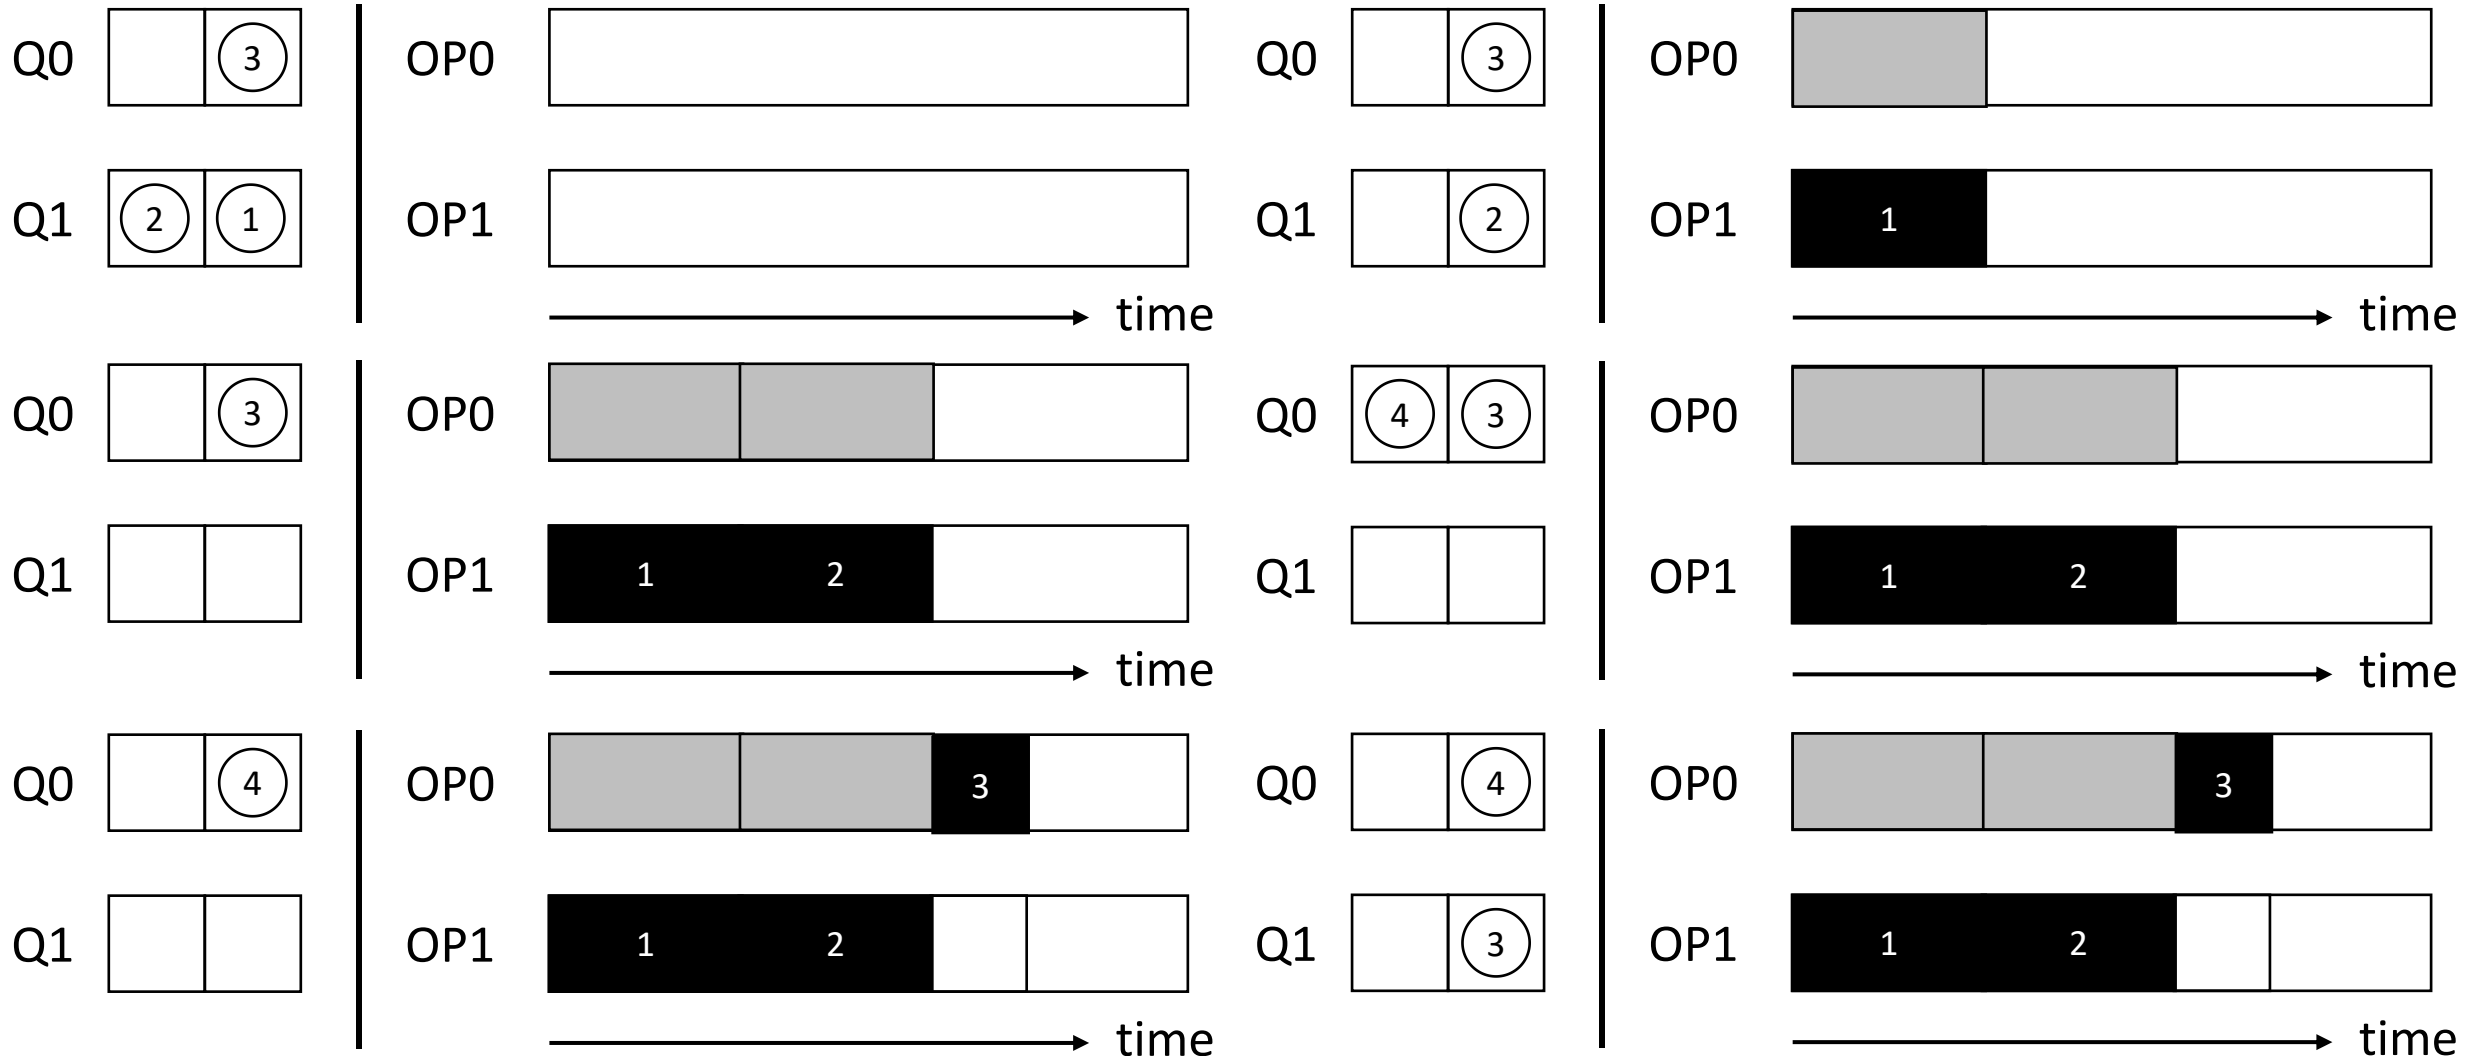 Q0 3 OP0
Q1 2 1 OP1
time
Q0 3 OP0
Q1 2 OP1 1
time
Q0 3 OP0
Q1 OP1 1 2
time
Q0 4 3 OP0
Q1 OP1 1 2
time
Q0 4 OP0 3
Q1 OP1 1 2
time
Q0 4 OP0 3
Q1 3 OP1 1 2
time